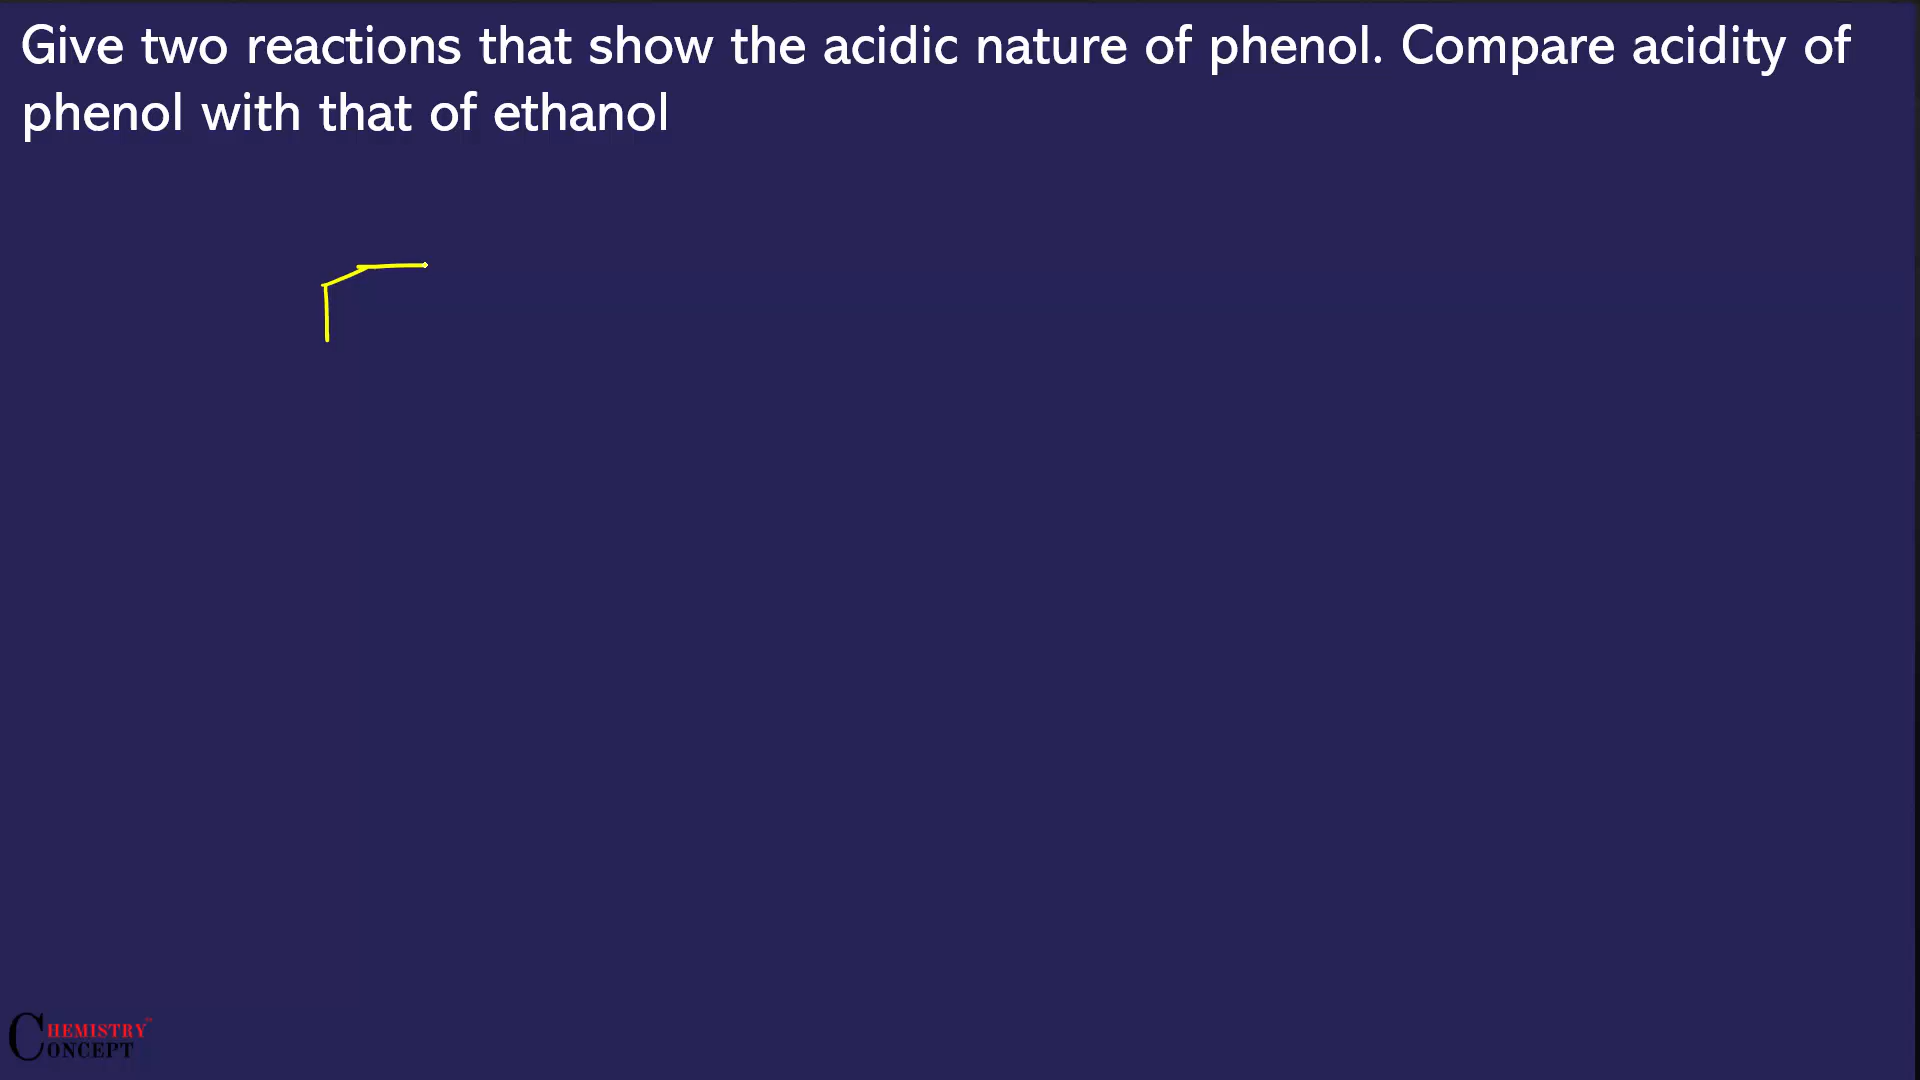 Give two reactions that show the acidic nature of phenol. Compare acidity of
phenol with that of ethanol
CHEMISTRY
CONCEPT